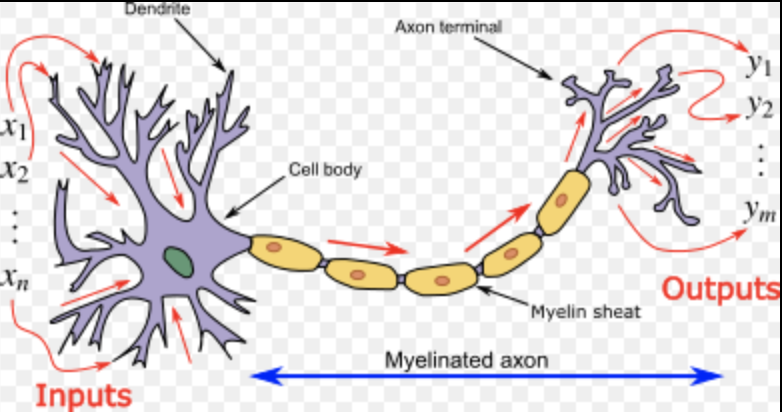 Dendrite
Axon terminal
y1
x1
y2
x2
Cell body
⋮
⋮
ym
xn
Outputs
Myelin sheat
Myelinated axon
Inputs